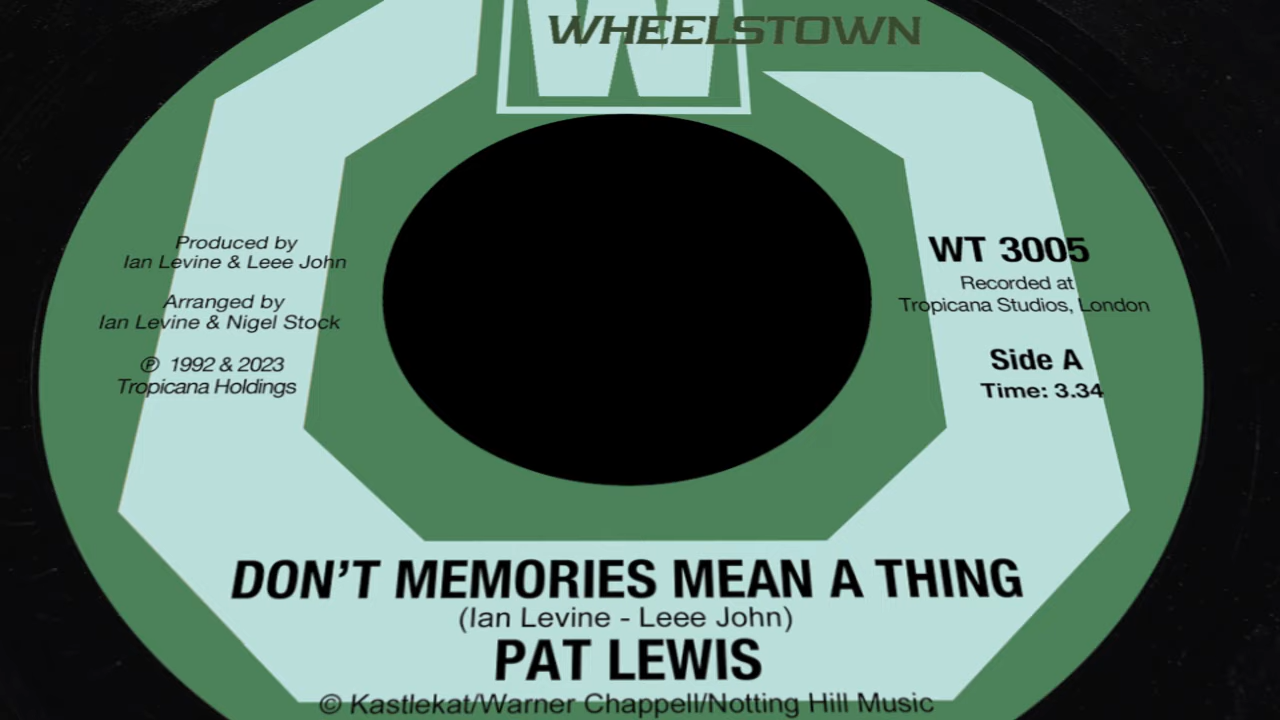 W
WHEELSTOWN
Produced by
Ian Levine & Leee John
Arranged by
Ian Levine & Nigel Stock
℗ 1992 & 2023
Tropicana Holdings
WT 3005
Recorded at
Tropicana Studios, London
Side A
Time: 3.34
DON'T MEMORIES MEAN A THING
(Ian Levine - Leee John)
PAT LEWIS
© Kastlekat/Warner Chappell/Notting Hill Music